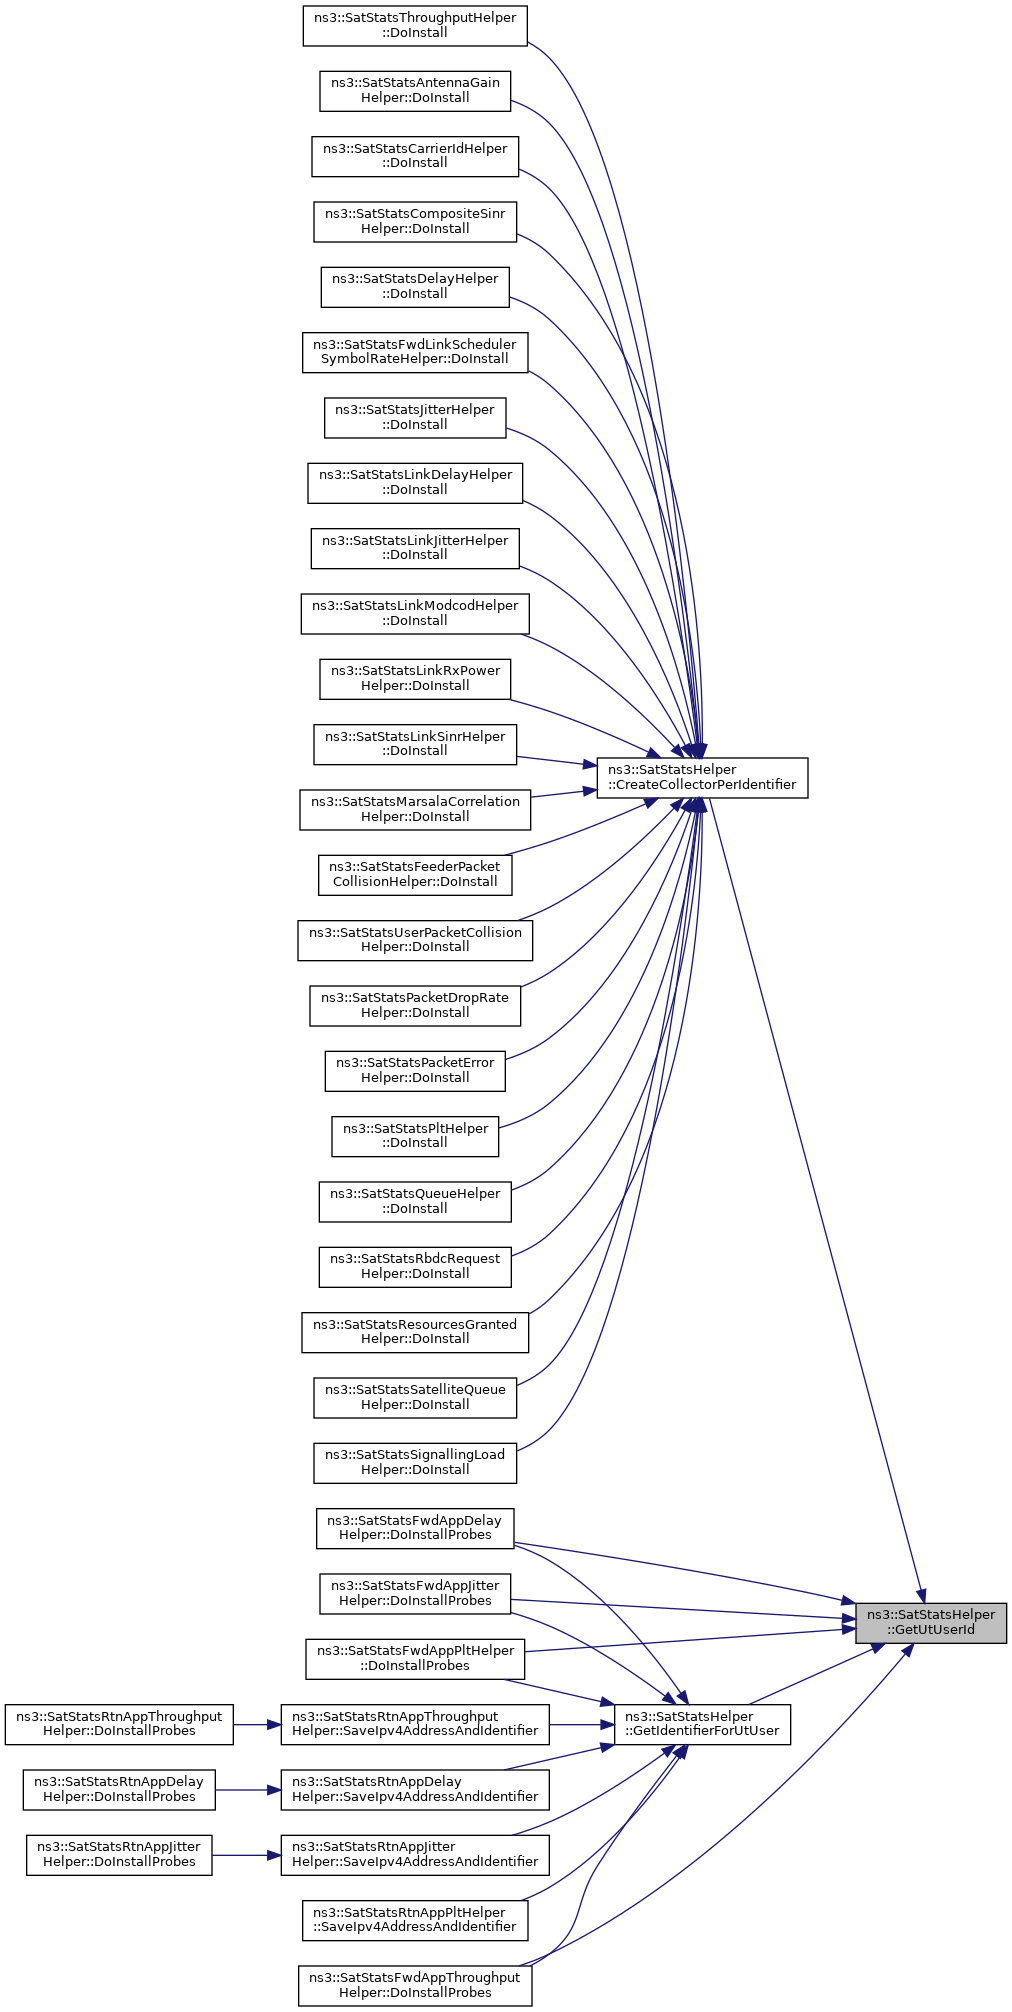 ns3::SatStatsThroughputHelper
::DoInstall
ns3::SatStatsAntennaGain
Helper::DoInstall
ns3::SatStatsCarrierIdHelper
::DoInstall
ns3::SatStatsCompositeSinr
Helper::DoInstall
ns3::SatStatsDelayHelper
::DoInstall
ns3::SatStatsFwdLinkScheduler
SymbolRateHelper::DoInstall
ns3::SatStatsJitterHelper
::DoInstall
ns3::SatStatsLinkDelayHelper
::DoInstall
ns3::SatStatsLinkJitterHelper
::DoInstall
ns3::SatStatsLinkModcodHelper
::DoInstall
ns3::SatStatsLinkRxPower
Helper::DoInstall
ns3::SatStatsLinkSinrHelper
::DoInstall
ns3::SatStatsHelper
::CreateCollectorPerIdentifier
ns3::SatStatsMarsalaCorrelation
Helper::DoInstall
ns3::SatStatsFeederPacket
CollisionHelper::DoInstall
ns3::SatStatsUserPacketCollision
Helper::DoInstall
ns3::SatStatsPacketDropRate
Helper::DoInstall
ns3::SatStatsPacketError
Helper::DoInstall
ns3::SatStatsPltHelper
::DoInstall
ns3::SatStatsQueueHelper
::DoInstall
ns3::SatStatsRbdcRequest
Helper::DoInstall
ns3::SatStatsResourcesGranted
Helper::DoInstall
ns3::SatStatsSatelliteQueue
Helper::DoInstall
ns3::SatStatsSignallingLoad
Helper::DoInstall
ns3::SatStatsFwdAppDelay
Helper::DoInstallProbes
ns3::SatStatsFwdAppJitter
Helper::DoInstallProbes
ns3::SatStatsHelper
::GetUtUserId
ns3::SatStatsFwdAppPltHelper
::DoInstallProbes
ns3::SatStatsRtnAppThroughput
Helper::DoInstallProbes
ns3::SatStatsRtnAppThroughput
Helper::SaveIpv4AddressAndIdentifier
ns3::SatStatsHelper
::GetIdentifierForUtUser
ns3::SatStatsRtnAppDelay
Helper::DoInstallProbes
ns3::SatStatsRtnAppDelay
Helper::SaveIpv4AddressAndIdentifier
ns3::SatStatsRtnAppJitter
Helper::DoInstallProbes
ns3::SatStatsRtnAppJitter
Helper::SaveIpv4AddressAndIdentifier
ns3::SatStatsRtnAppPltHelper
::SaveIpv4AddressAndIdentifier
ns3::SatStatsFwdAppThroughput
Helper::DoInstallProbes